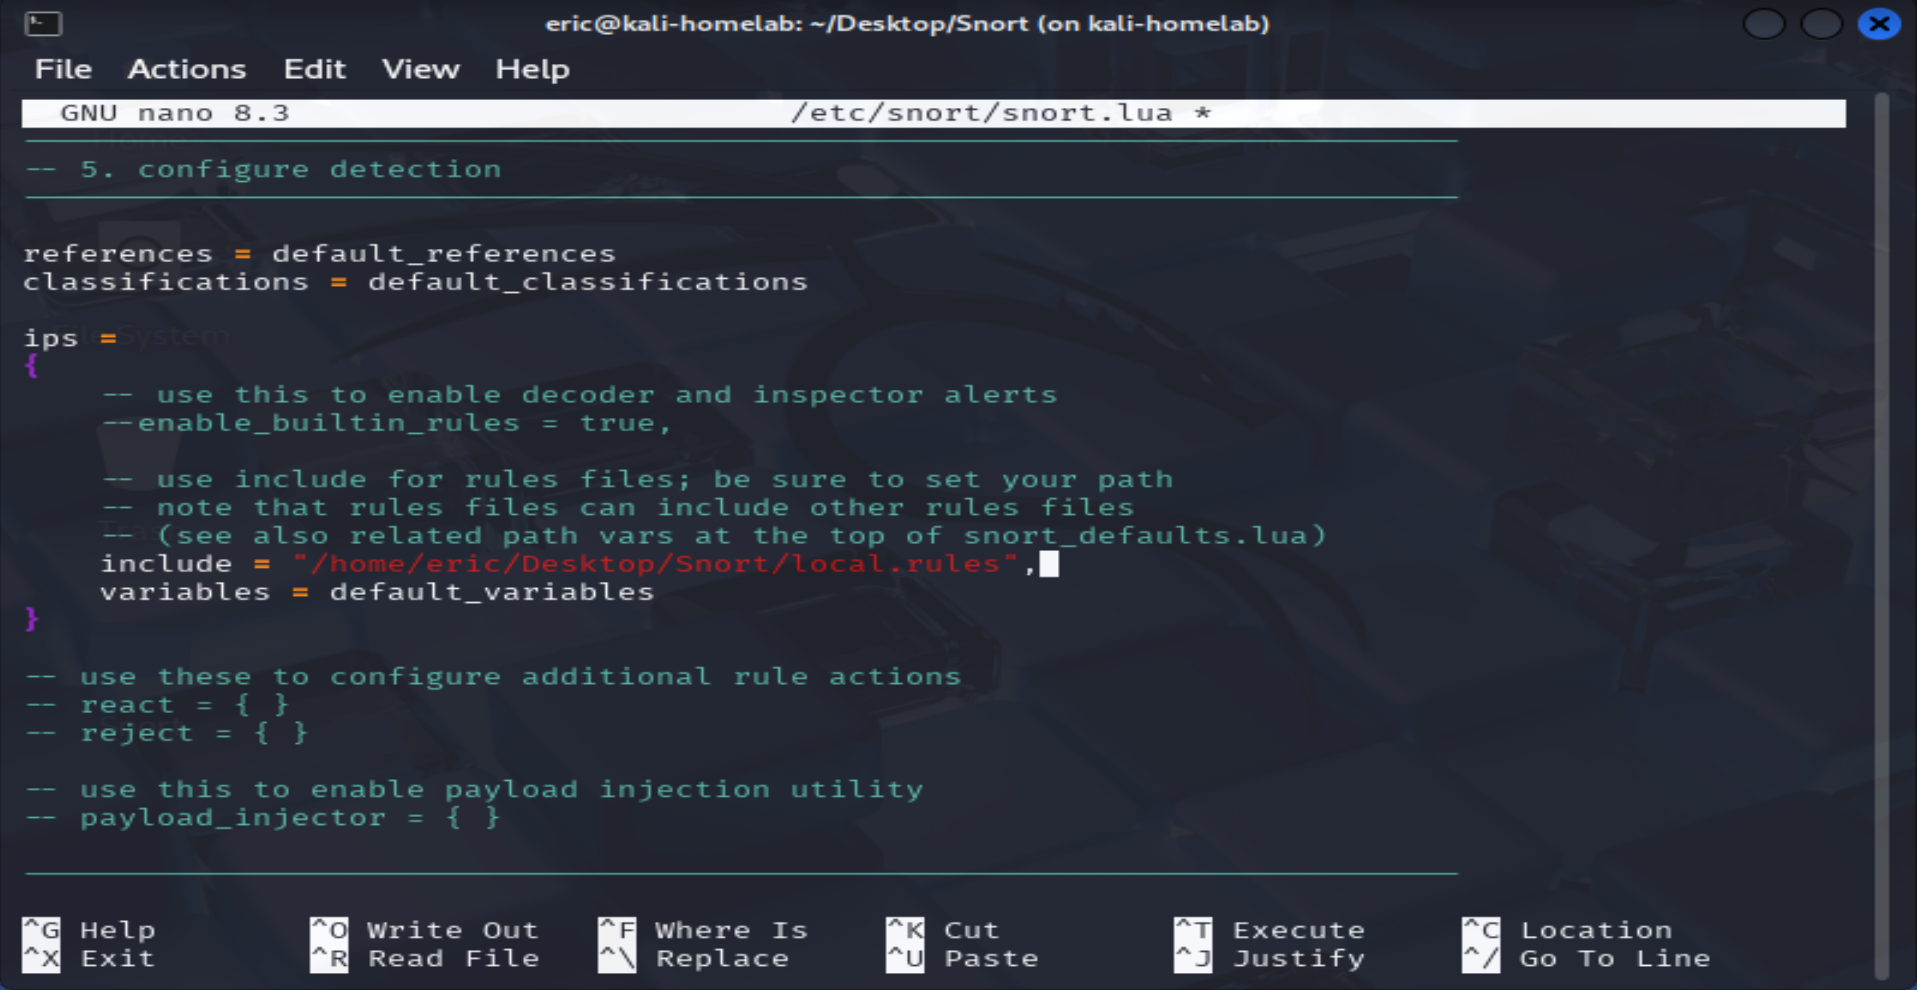 eric@kali-homelab: ~/Desktop/Snort (on kali-homelab)
File Actions Edit View Help
GNU nano 8.3 /etc/snort/snort.lua *
-- 5. configure detection
references = default_references
classifications = default_classifications
ips =
{
-- use this to enable decoder and inspector alerts
--enable_builtin_rules = true,
-- use include for rules files; be sure to set your path
-- note that rules files can include other rules files
-- (see also related path vars at the top of snort_defaults.lua)
include = "/home/eric/Desktop/Snort/local.rules",
variables = default_variables
}
-- use these to configure additional rule actions
-- react = { }
-- reject = { }
-- use this to enable payload injection utility
-- payload_injector = { }
^G Help ^O Write Out ^F Where Is ^K Cut ^T Execute ^C Location
^X Exit ^R Read File ^\ Replace ^U Paste ^J Justify ^/ Go To Line